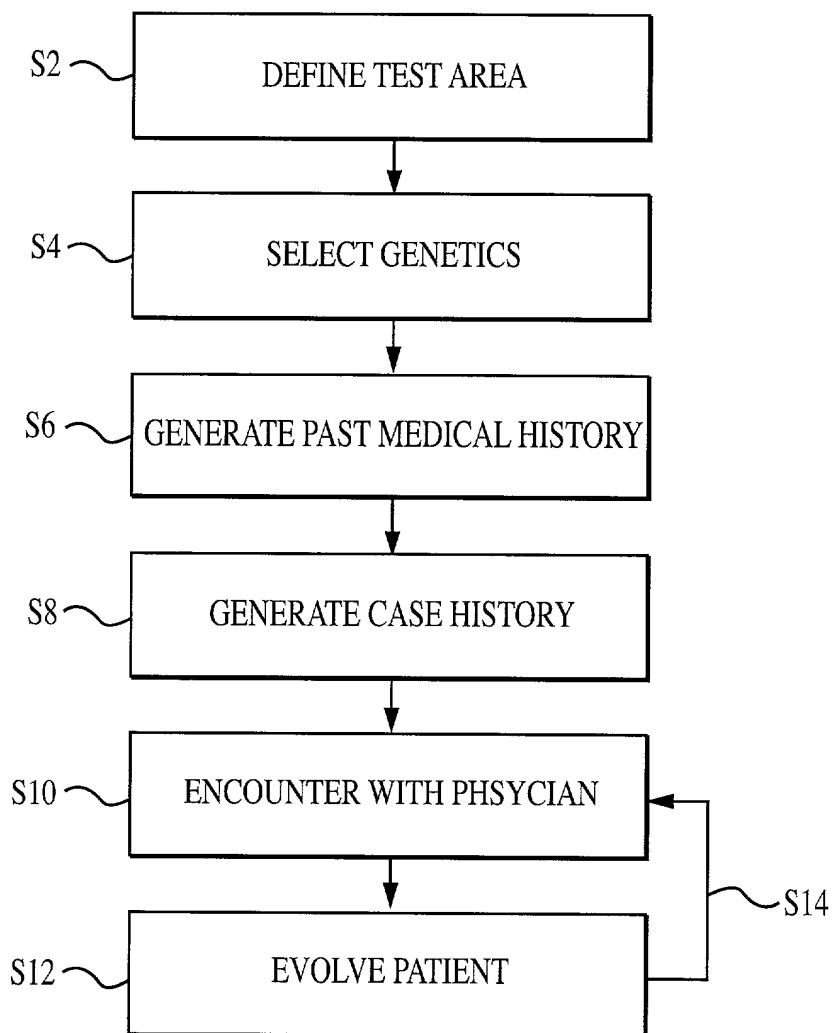 S2
DEFINE TEST AREA
S4
SELECT GENETICS
S6
GENERATE PAST MEDICAL HISTORY
S8
GENERATE CASE HISTORY
S10
ENCOUNTER WITH PHSYCIAN
S14
S12
EVOLVE PATIENT